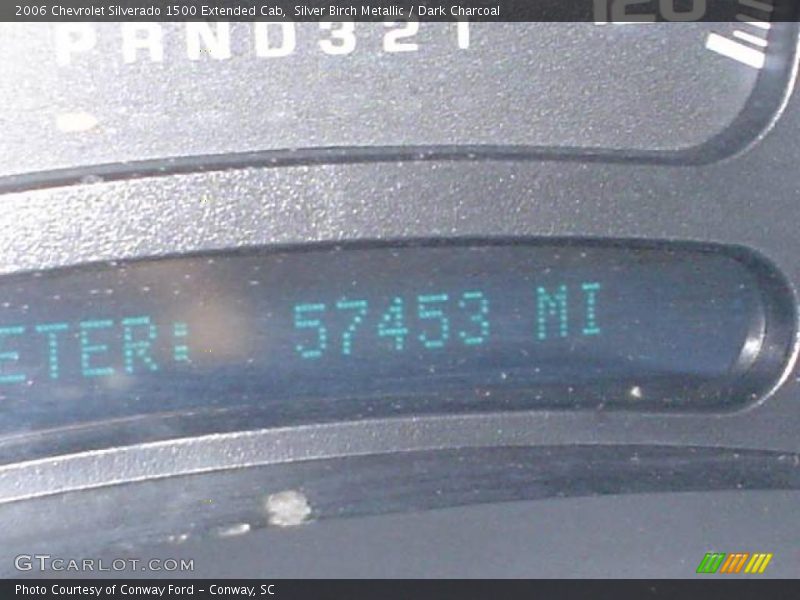 2006 Chevrolet Silverado 1500 Extended Cab,  Silver Birch Metallic / Dark Charcoal
120
PRND321
ETER: 57453 MI
GTCARLOT.COM
Photo Courtesy of Conway Ford - Conway, SC